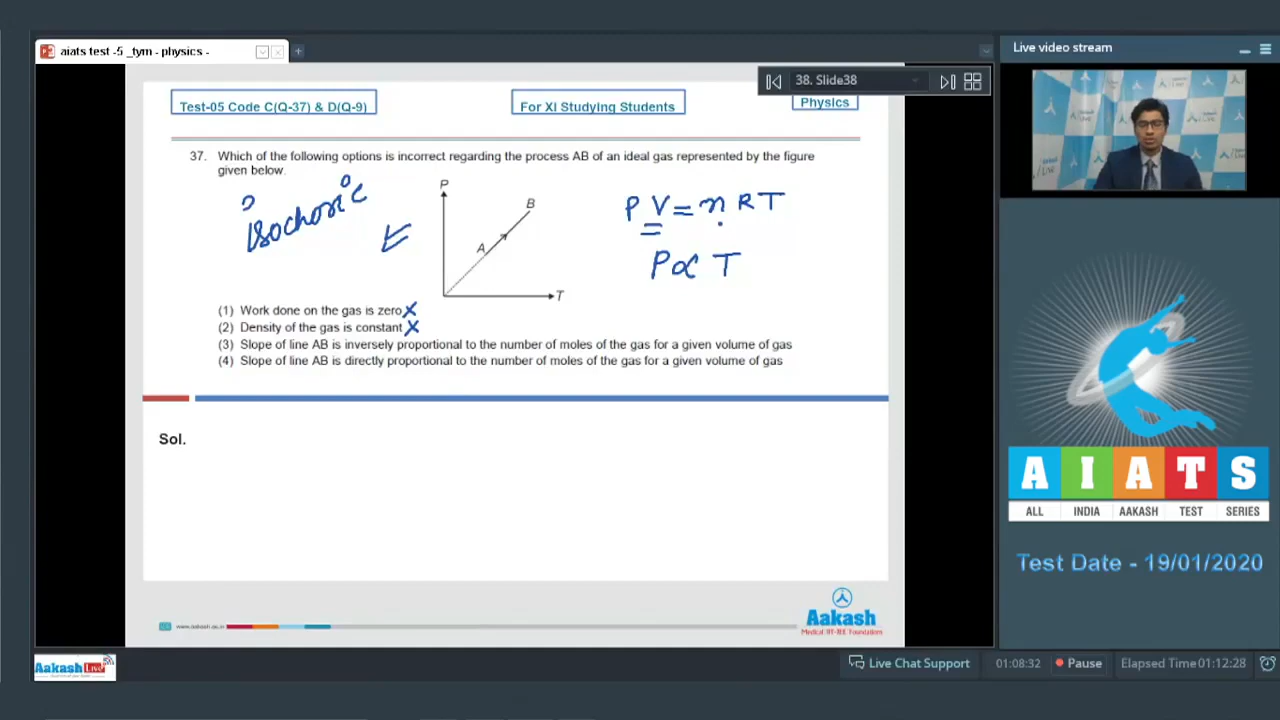 aiats test -5 _tym - physics -
Live video stream
38. Slide38
Test-05 Code C(Q-37) & D(Q-9)
For XI Studying Students
Physics
37. Which of the following options is incorrect regarding the process AB of an ideal gas represented by the figure
given below.
Isochoric
P
B
A
T
PV = nRT
P ∝ T
(1) Work done on the gas is zero X
(2) Density of the gas is constant X
(3) Slope of line AB is inversely proportional to the number of moles of the gas for a given volume of gas
(4) Slope of line AB is directly proportional to the number of moles of the gas for a given volume of gas
Sol.
www.aakash.ac.in
Aakash
Medical IIT-JEE Foundations
A I A T S
ALL INDIA AAKASH TEST SERIES
Test Date - 19/01/2020
Aakash Live
Live Chat Support
01:08:32
Pause
Elapsed Time 01:12:28